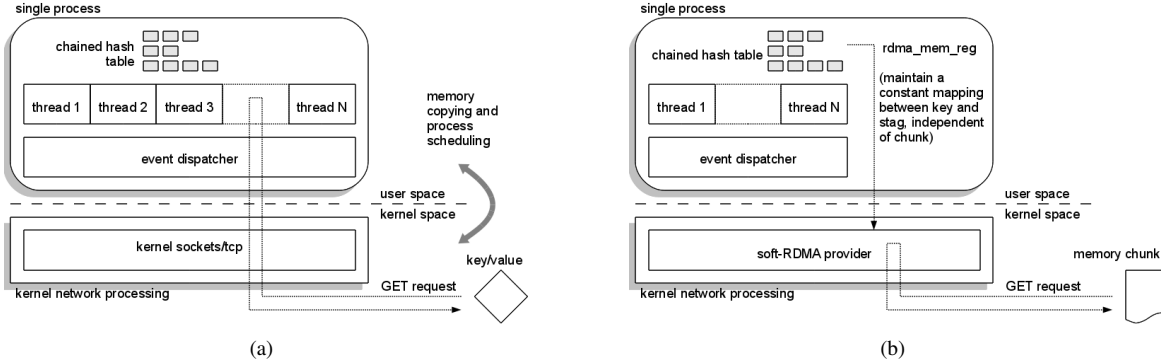 single process
chained hash
table
thread 1
thread 2
thread 3
thread N
event dispatcher
memory
copying and
process
scheduling
user space
kernel space
kernel sockets/tcp
key/value
GET request
kernel network processing
(a)
single process
chained hash table
rdma_mem_reg
(maintain a
constant mapping
between key and
stag, independent
of chunk)
thread 1
thread N
event dispatcher
user space
kernel space
soft-RDMA provider
memory chunk
GET request
kernel network processing
(b)